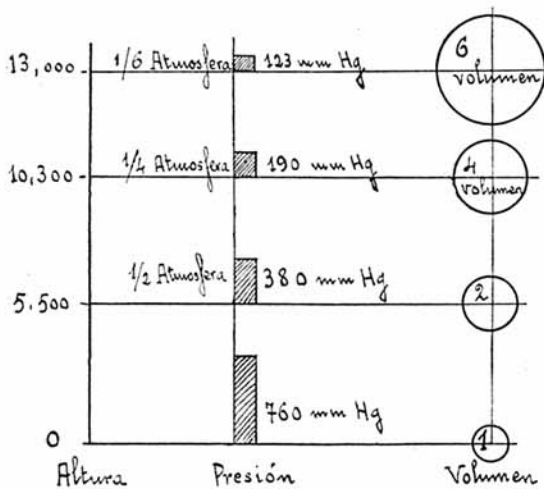 1/6 Atmosfera 123 mm Hg 6
13,000 volumen
1/4 Atmosfera 190 mm Hg 4
10,300 volumen
1/2 Atmosfera 380 mm Hg 2
5,500
760 mm Hg
0 1
Altura Presión Volumen